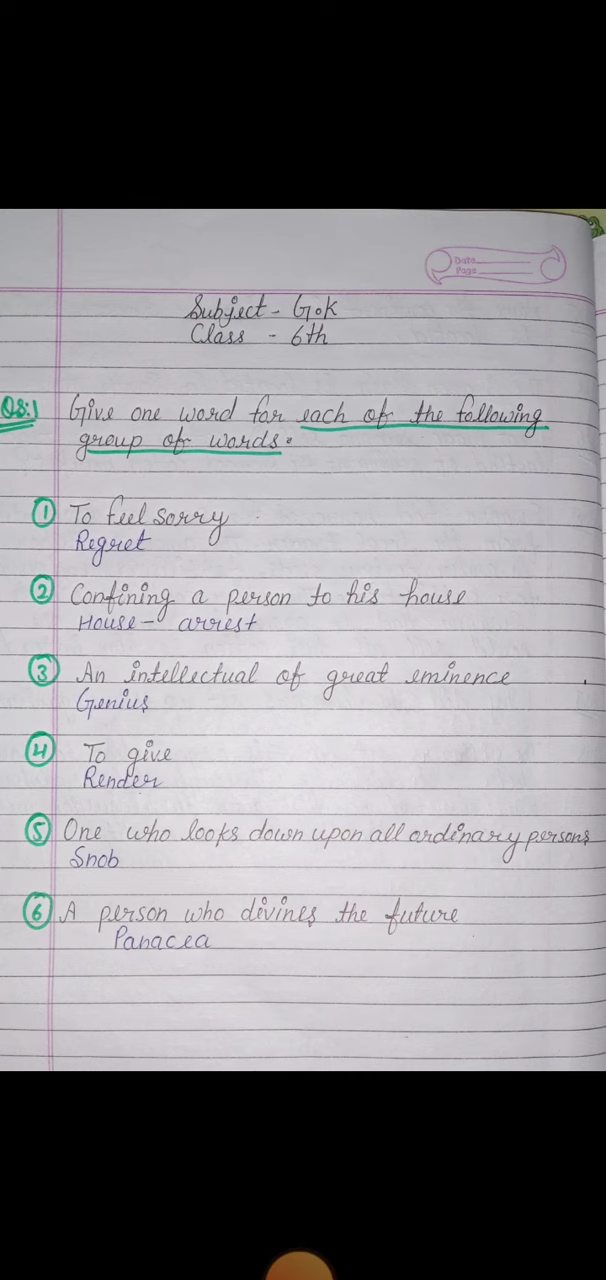 Date
Page
Subject - G.K
Class - 6th
QS:1 Give one word for each of the following
group of words.
1 To feel sorry
Regret
2 Confining a person to his house
House- arrest
3 An intellectual of great eminence
Genius
4 To give
Render
5 One who looks down upon all ordinary persons
Snob
6 A person who divines the future
Panacea